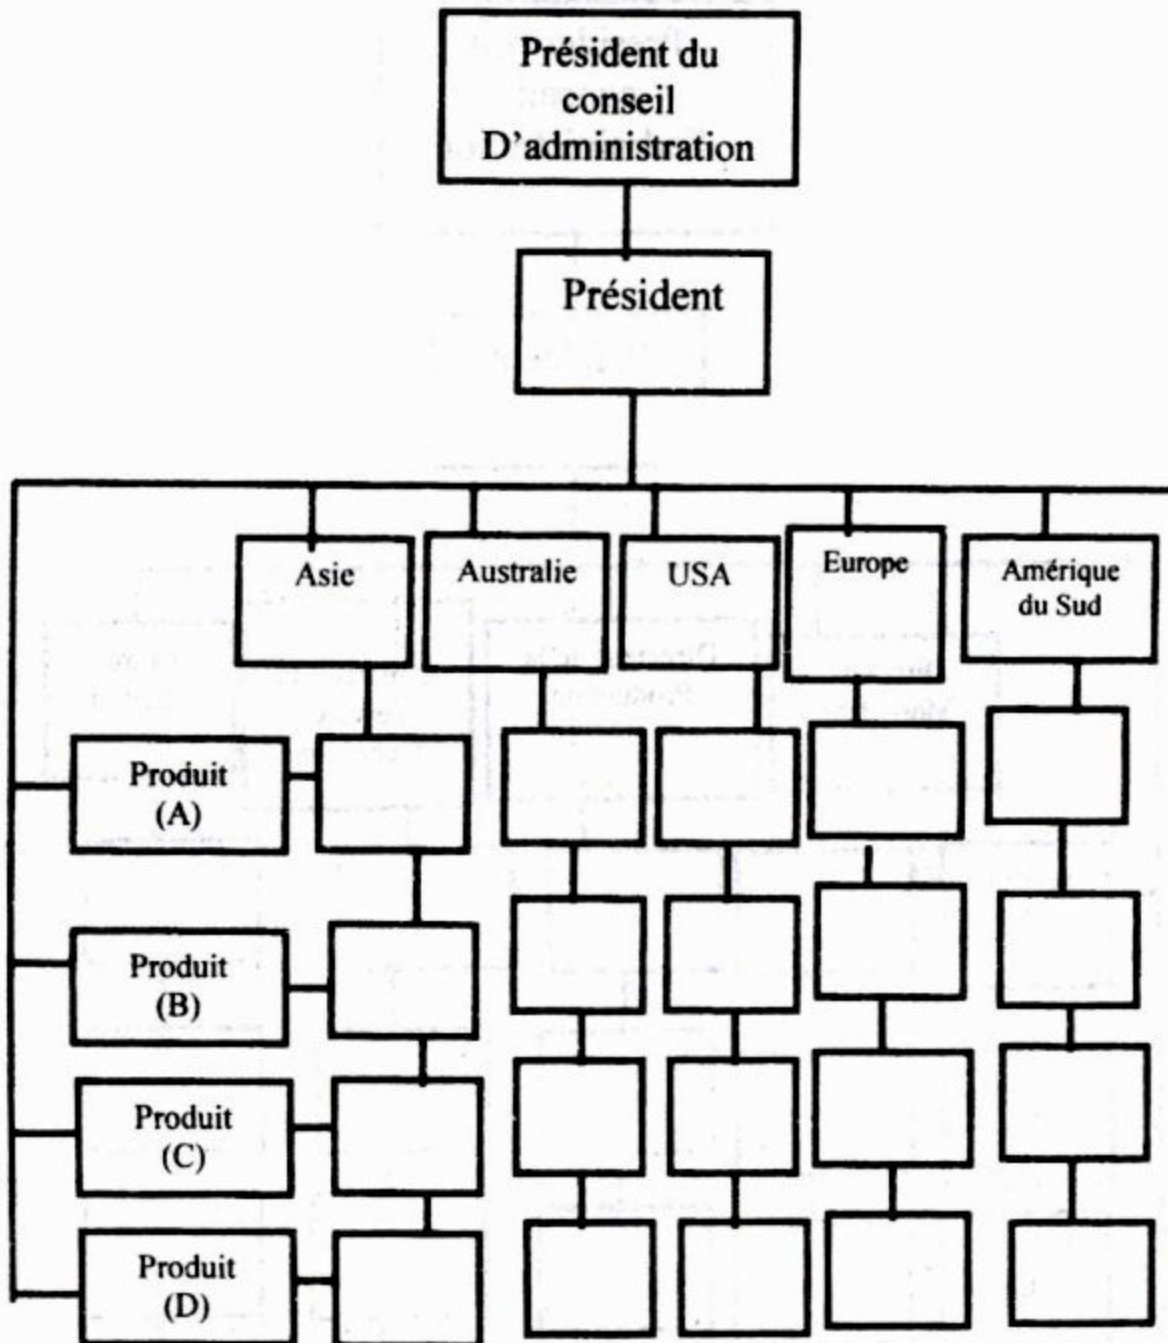 Président du
conseil
D'administration
Président
Asie
Australie
USA
Europe
Amérique
du Sud
Produit
(A)
Produit
(B)
Produit
(C)
Produit
(D)